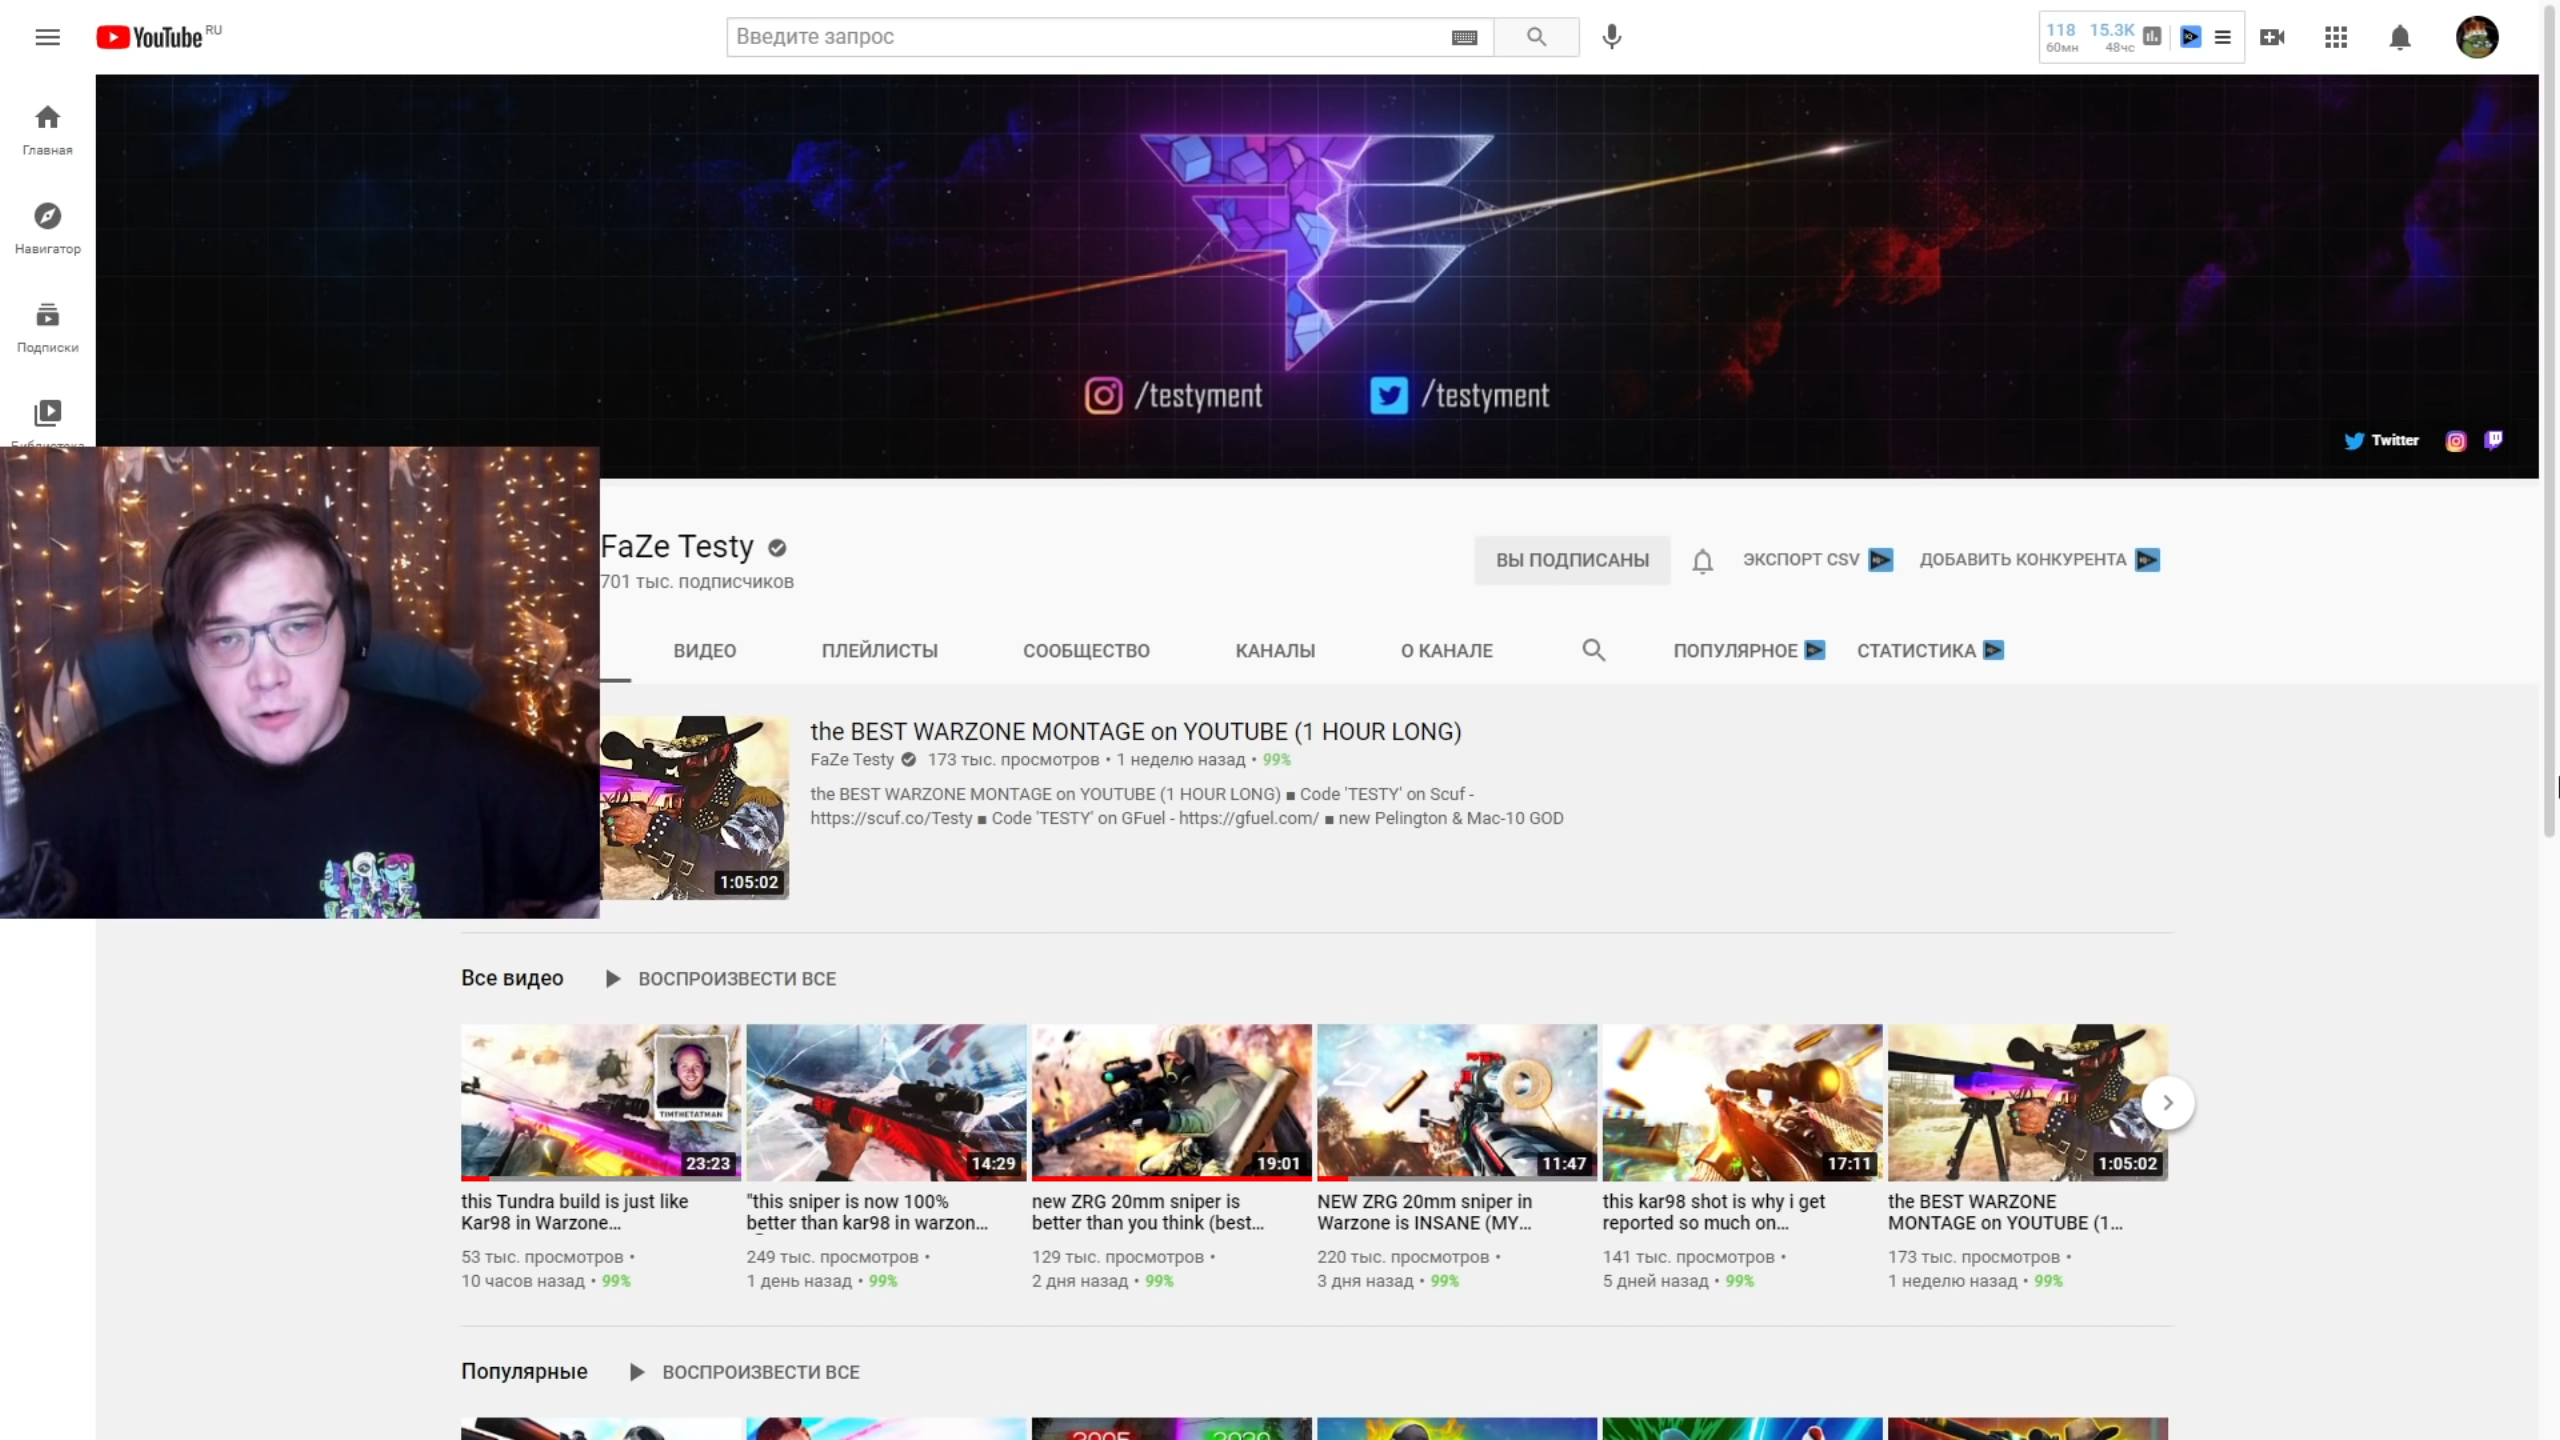 YouTube RU
Введите запрос
118 15.3K
60мн 48чс
Главная
Навигатор
Подписки
Библиотека
/testyment /testyment
Twitter
FaZe Testy
701 тыс. подписчиков
ВЫ ПОДПИСАНЫ
ЭКСПОРТ CSV
ДОБАВИТЬ КОНКУРЕНТА
ВИДЕО ПЛЕЙЛИСТЫ СООБЩЕСТВО КАНАЛЫ О КАНАЛЕ ПОПУЛЯРНОЕ СТАТИСТИКА
the BEST WARZONE MONTAGE on YOUTUBE (1 HOUR LONG)
FaZe Testy 173 тыс. просмотров • 1 неделю назад • 99%
the BEST WARZONE MONTAGE on YOUTUBE (1 HOUR LONG) ■ Code 'TESTY' on Scuf -
https://scuf.co/Testy ■ Code 'TESTY' on GFuel - https://gfuel.com/ ■ new Pelington & Mac-10 GOD
1:05:02
Все видео ВОСПРОИЗВЕСТИ ВСЕ
TIMTHETATMAN
23:23
this Tundra build is just like
Kar98 in Warzone...
53 тыс. просмотров •
10 часов назад • 99%
14:29
"this sniper is now 100%
better than kar98 in warzon...
249 тыс. просмотров •
1 день назад • 99%
19:01
new ZRG 20mm sniper is
better than you think (best...
129 тыс. просмотров •
2 дня назад • 99%
11:47
NEW ZRG 20mm sniper in
Warzone is INSANE (MY...
220 тыс. просмотров •
3 дня назад • 99%
17:11
this kar98 shot is why i get
reported so much on...
141 тыс. просмотров •
5 дней назад • 99%
1:05:02
the BEST WARZONE
MONTAGE on YOUTUBE (1...
173 тыс. просмотров •
1 неделю назад • 99%
Популярные ВОСПРОИЗВЕСТИ ВСЕ